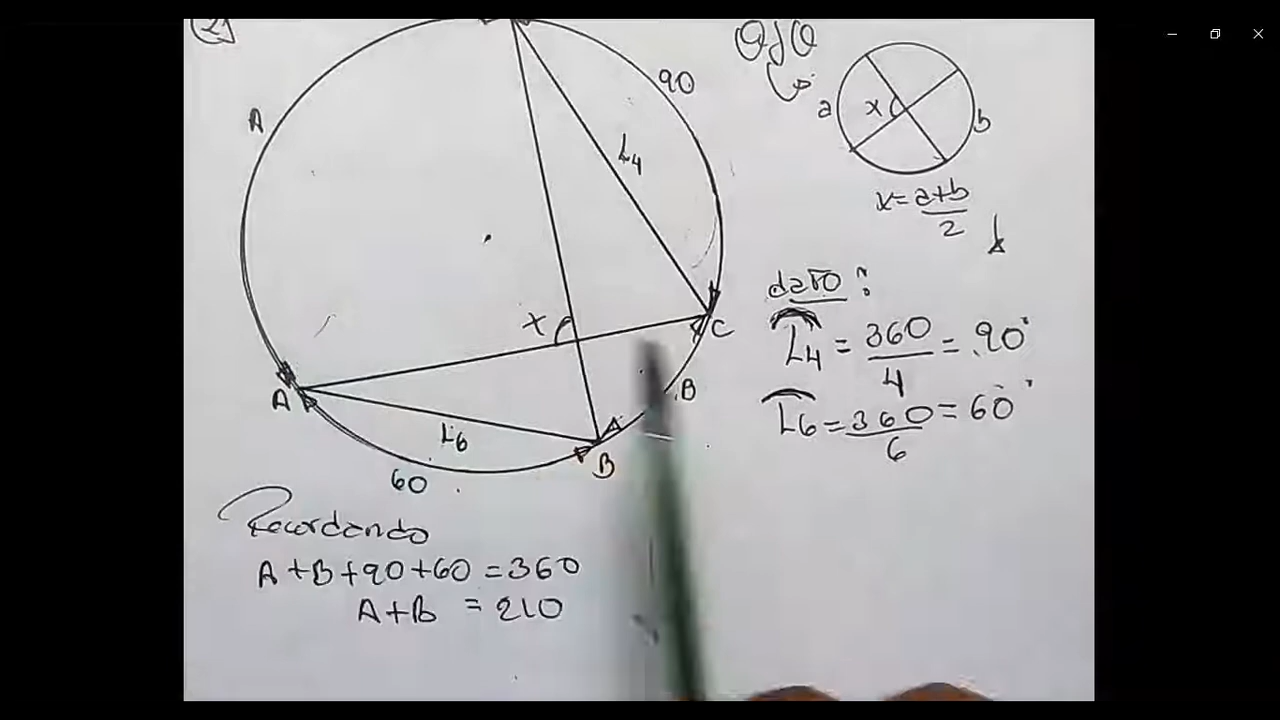 2)
90
A
L4
x
C
A
B
L6
B
60
Recordando
A+B+90+60=360
A+B = 210
OJO
a
x
b
x=a+b
2
dato:
L4 = 360 = 90°
4
L6 = 360 = 60°
6